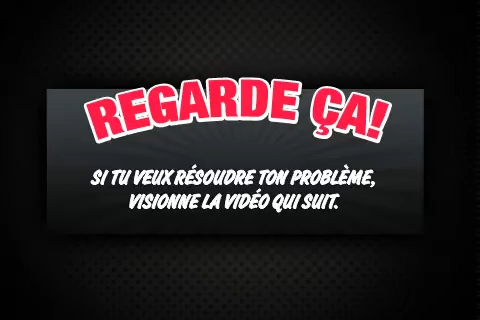 REGARDE ÇA!
SI TU VEUX RÉSOUDRE TON PROBLÈME,
VISIONNE LA VIDÉO QUI SUIT.